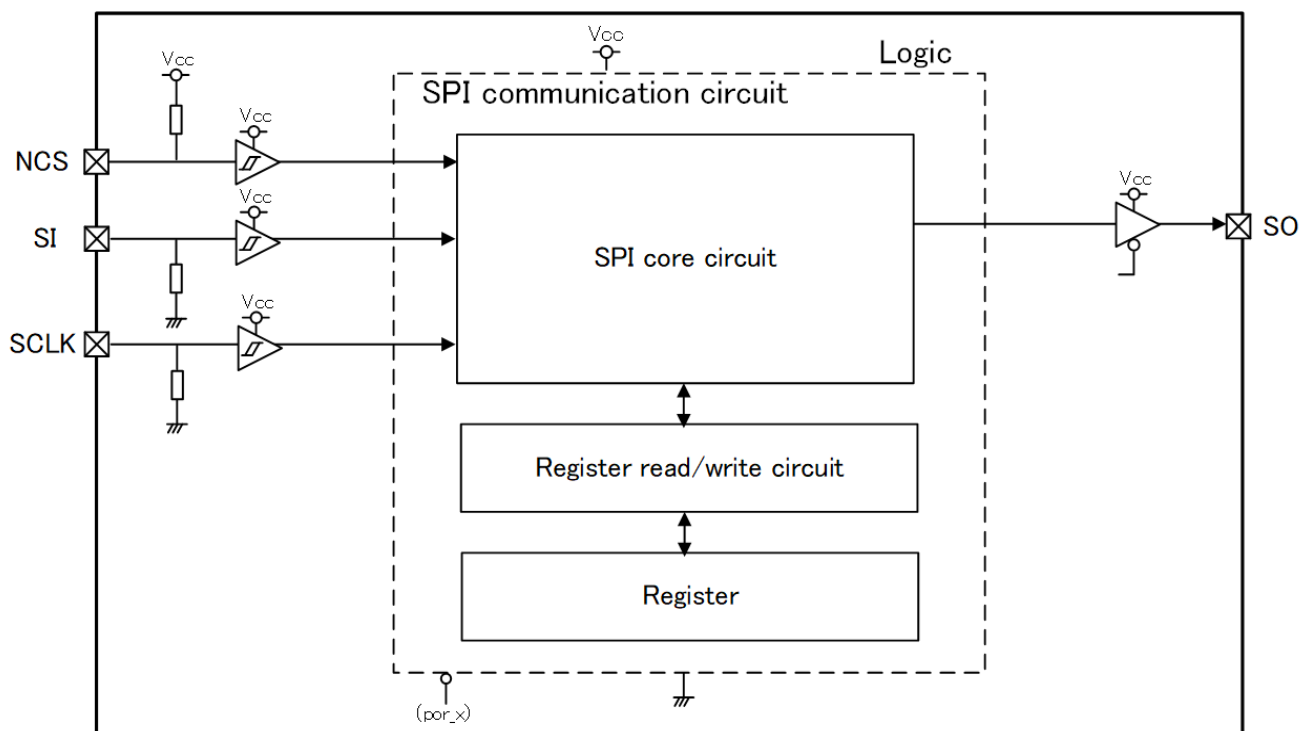 Vcc
Logic
Vcc
SPI communication circuit
Vcc
NCS
Vcc
Vcc
SI
SPI core circuit
SO
Vcc
SCLK
Register read/write circuit
Register
(por_x)